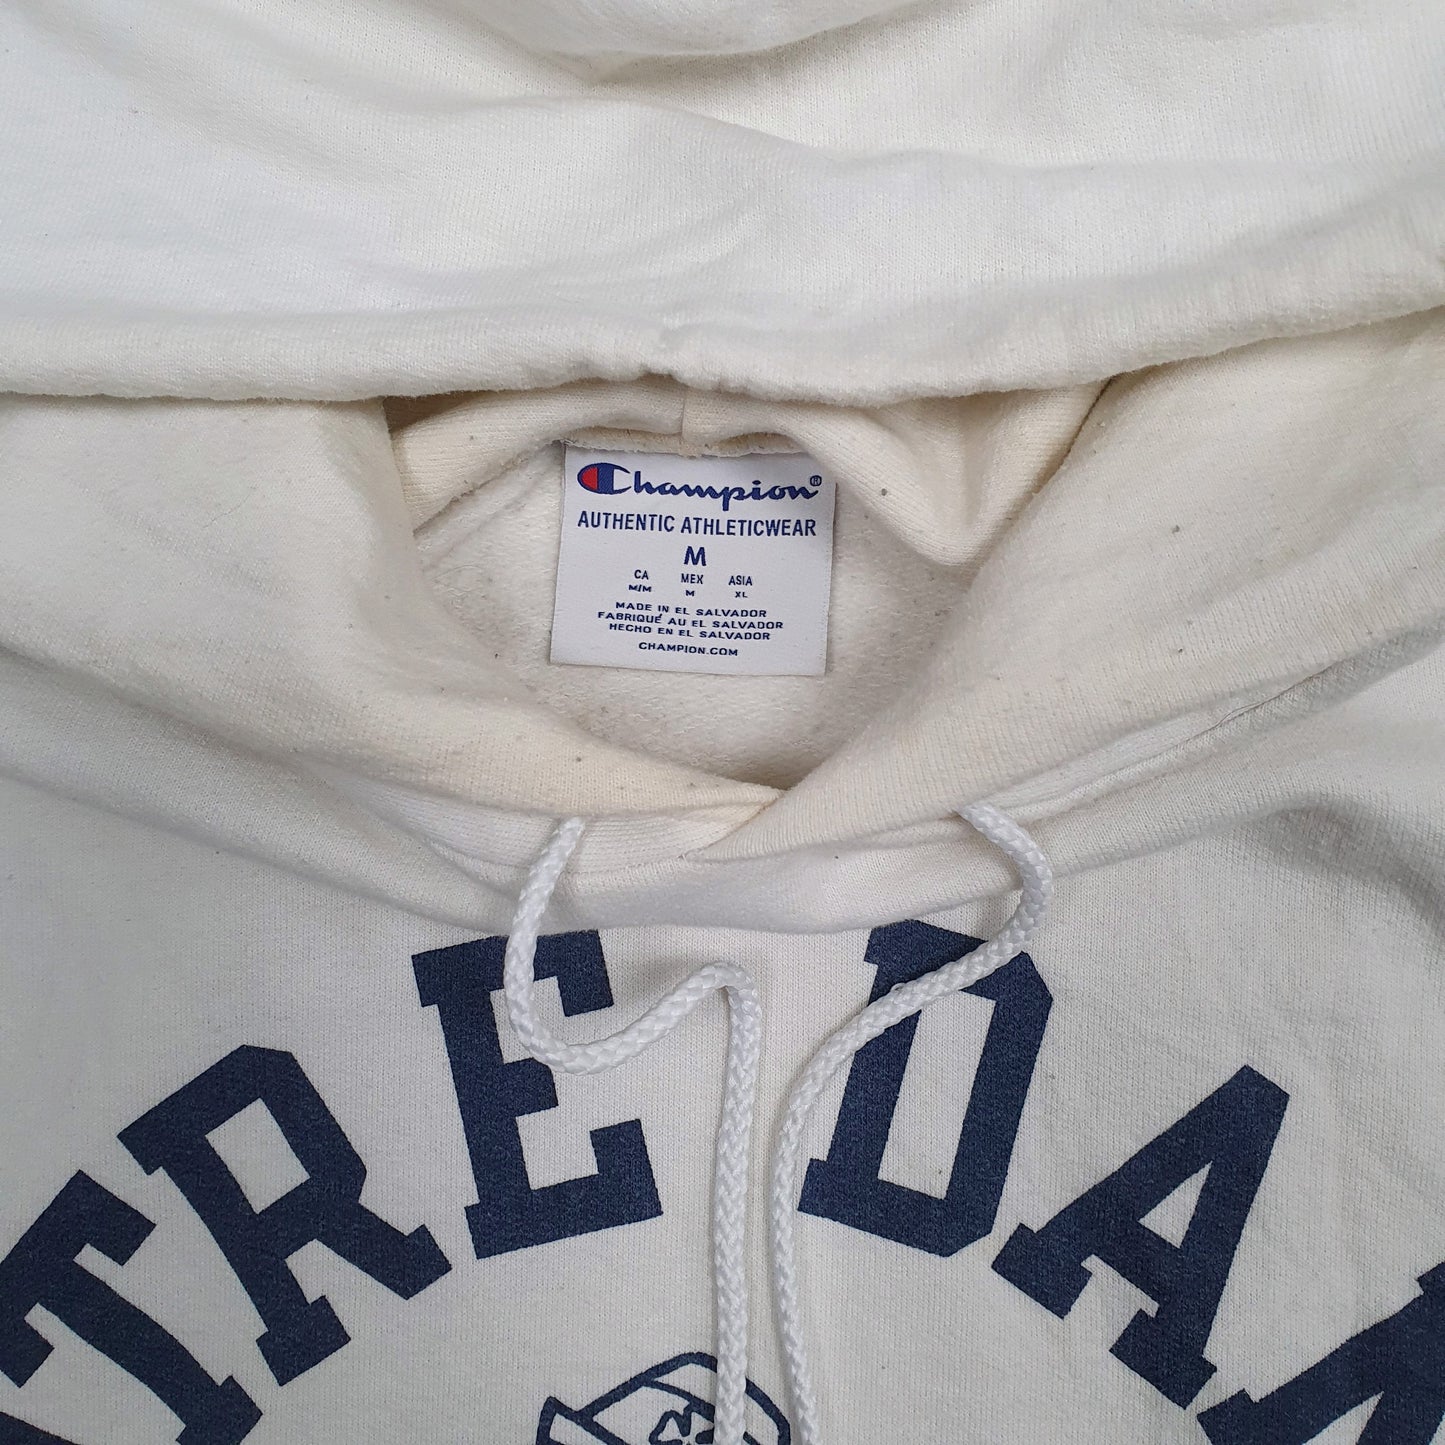 Champion®
AUTHENTIC ATHLETICWEAR
M
CA MEX ASIA
M/M M XL
MADE IN EL SALVADOR
FABRIQUÉ AU EL SALVADOR
HECHO EN EL SALVADOR
CHAMPION.COM
TRE DAM